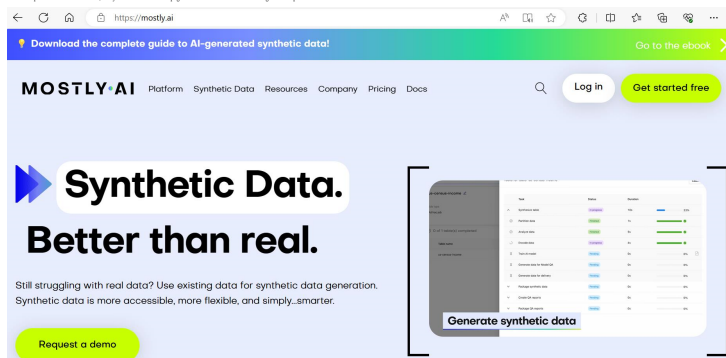 https://mostly.ai
Download the complete guide to AI-generated synthetic data!
Go to the ebook
MOSTLY•AI
Platform
Synthetic Data
Resources
Company
Pricing
Docs
Log in
Get started free
Synthetic Data.
Better than real.
Still struggling with real data? Use existing data for synthetic data generation.
Synthetic data is more accessible, more flexible, and simply...smarter.
Request a demo
Task
Status
Duration
Generate synthetic data